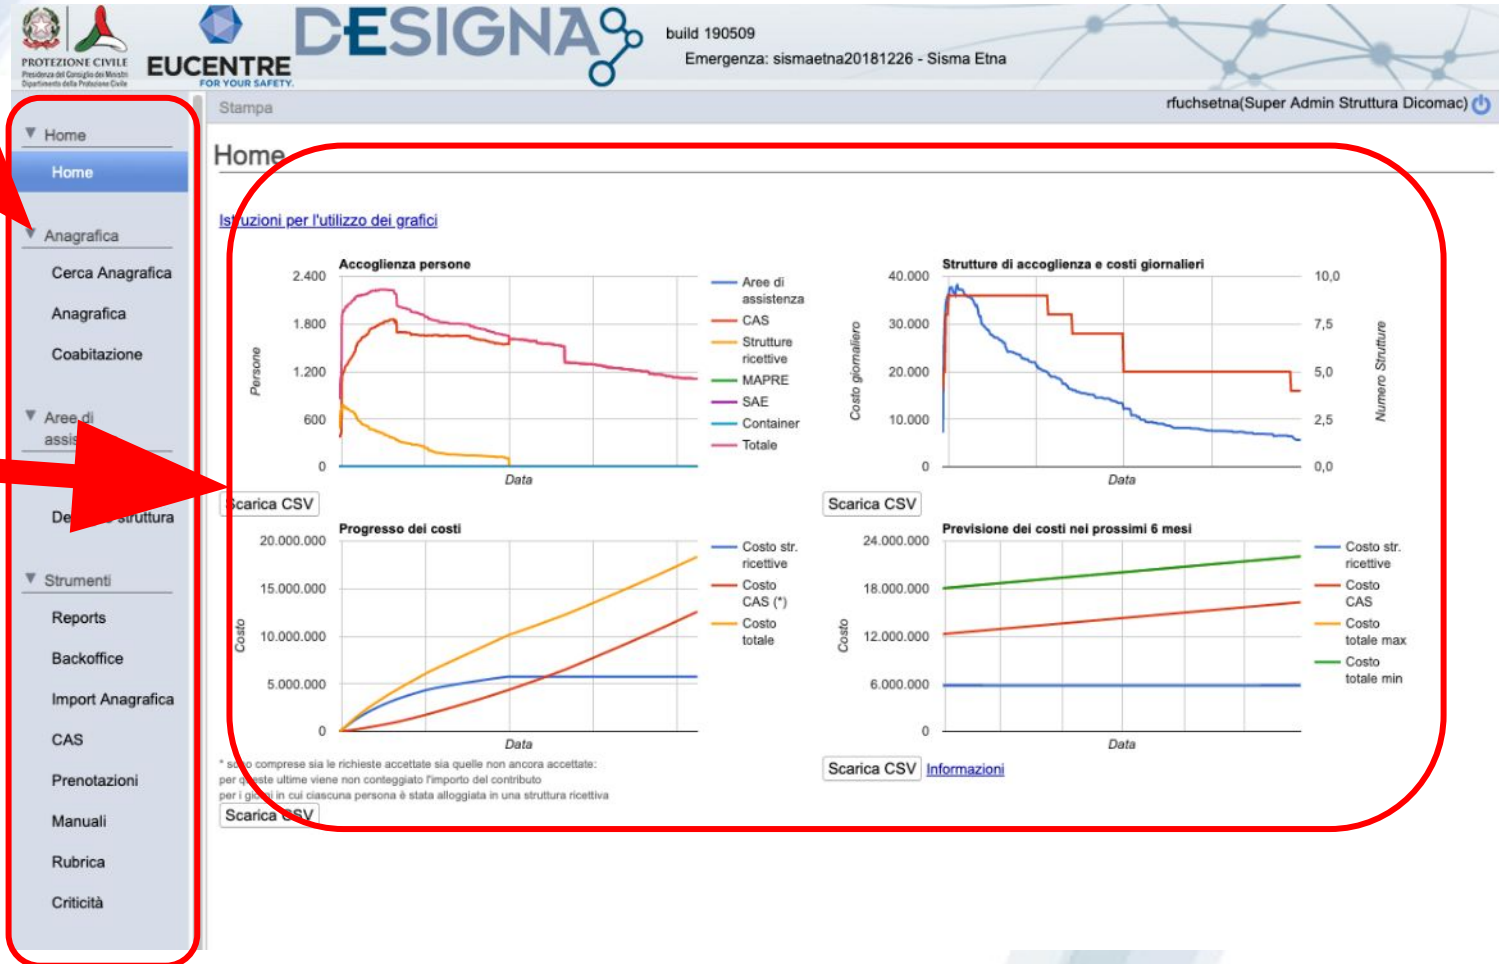 PROTEZIONE CIVILE
Presidenza del Consiglio dei Ministri
Dipartimento della Protezione Civile
EUCENTRE
FOR YOUR SAFETY.
DESIGNA
build 190509
Emergenza: sismaetna20181226 - Sisma Etna
Stampa
rfuchsetna(Super Admin Struttura Dicomac)
Home
Home
Anagrafica
Cerca Anagrafica
Anagrafica
Coabitazione
Aree di
struttura
Strumenti
Reports
Backoffice
Import Anagrafica
CAS
Prenotazioni
Manuali
Rubrica
Criticità
Home
Istruzioni per l'utilizzo dei grafici
Accoglienza persone
2.400
1.800
1.200
600
0
Persone
Data
Aree di
assistenza
CAS
Strutture
ricettive
MAPRE
SAE
Container
Totale
Scarica CSV
Strutture di accoglienza e costi giornalieri
40.000
30.000
20.000
10.000
0
Costo giornaliero
Data
10,0
7,5
5,0
2,5
0,0
Numero Strutture
Scarica CSV
Progresso dei costi
20.000.000
15.000.000
10.000.000
5.000.000
0
Costo
Data
Costo str.
ricettive
Costo
CAS (*)
Costo
totale
* sono comprese sia le richieste accettate sia quelle non ancora accettate:
per queste ultime viene non conteggiato l'importo del contributo
per i giorni in cui ciascuna persona è stata alloggiata in una struttura ricettiva
Scarica CSV
Previsione dei costi nei prossimi 6 mesi
24.000.000
18.000.000
12.000.000
6.000.000
0
Costo
Data
Costo str.
ricettive
Costo
CAS
Costo
totale max
Costo
totale min
Scarica CSV Informazioni